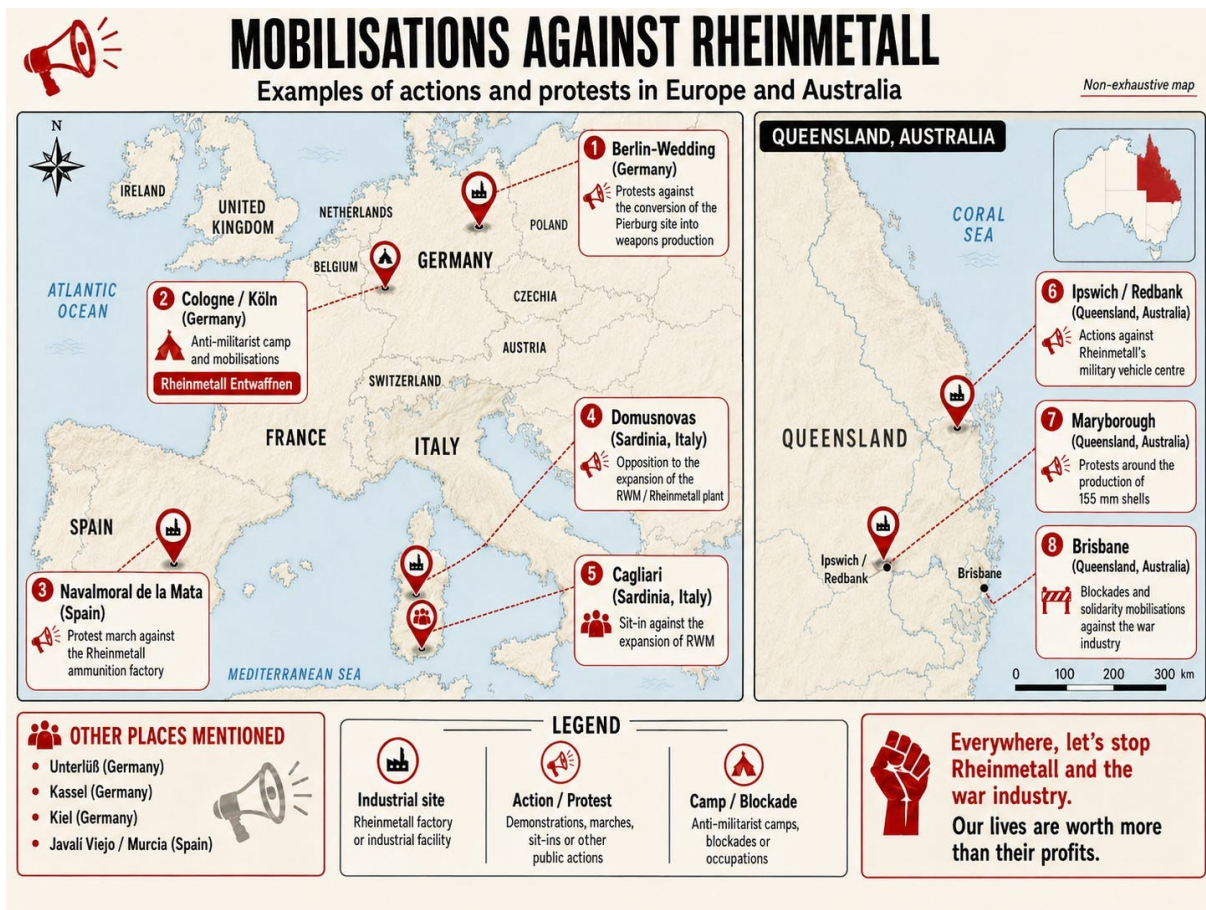 MOBILISATIONS AGAINST RHEINMETALL
Examples of actions and protests in Europe and Australia
Non-exhaustive map
N
IRELAND
UNITED
KINGDOM
NETHERLANDS
BELGIUM
GERMANY
POLAND
CZECHIA
AUSTRIA
SWITZERLAND
FRANCE
ITALY
SPAIN
ATLANTIC
OCEAN
MEDITERRANEAN SEA
1 Berlin-Wedding
(Germany)
Protests against
the conversion of the
Pierburg site into
weapons production
2 Cologne / Köln
(Germany)
Anti-militarist camp
and mobilisations
Rheinmetall Entwaffnen
3 Navalmoral de la Mata
(Spain)
Protest march against
the Rheinmetall
ammunition factory
4 Domusnovas
(Sardinia, Italy)
Opposition to the
expansion of the
RWM / Rheinmetall plant
5 Cagliari
(Sardinia, Italy)
Sit-in against the
expansion of RWM
QUEENSLAND, AUSTRALIA
CORAL
SEA
QUEENSLAND
Ipswich /
Redbank
Brisbane
6 Ipswich / Redbank
(Queensland, Australia)
Actions against
Rheinmetall's
military vehicle centre
7 Maryborough
(Queensland, Australia)
Protests around the
production of
155 mm shells
8 Brisbane
(Queensland, Australia)
Blockades and
solidarity mobilisations
against the war
industry
0 100 200 300 km
OTHER PLACES MENTIONED
• Unterlüß (Germany)
• Kassel (Germany)
• Kiel (Germany)
• Javalí Viejo / Murcia (Spain)
LEGEND
Industrial site
Rheinmetall factory
or industrial facility
Action / Protest
Demonstrations, marches,
sit-ins or other
public actions
Camp / Blockade
Anti-militarist camps,
blockades or
occupations
Everywhere, let's stop
Rheinmetall and the
war industry.
Our lives are worth more
than their profits.